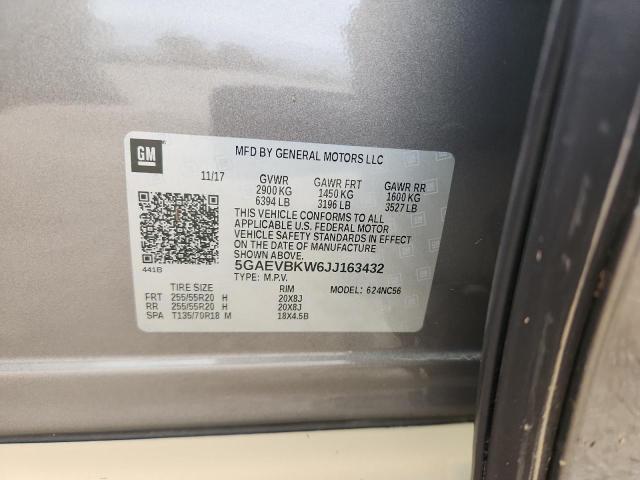 GM
MFD BY GENERAL MOTORS LLC
11/17 GVWR GAWR FRT GAWR RR
2900 KG 1450 KG 1600 KG
6394 LB 3196 LB 3527 LB
THIS VEHICLE CONFORMS TO ALL
APPLICABLE U.S. FEDERAL MOTOR
VEHICLE SAFETY STANDARDS IN EFFECT
ON THE DATE OF MANUFACTURE
SHOWN ABOVE.
441B
5GAEVBKW6JJ163432
TYPE: M.P.V. MODEL: 624NC56
TIRE SIZE RIM
FRT 255/55R20 H 20X8J
RR 255/55R20 H 20X8J
SPA T135/70R18 M 18X4.5B